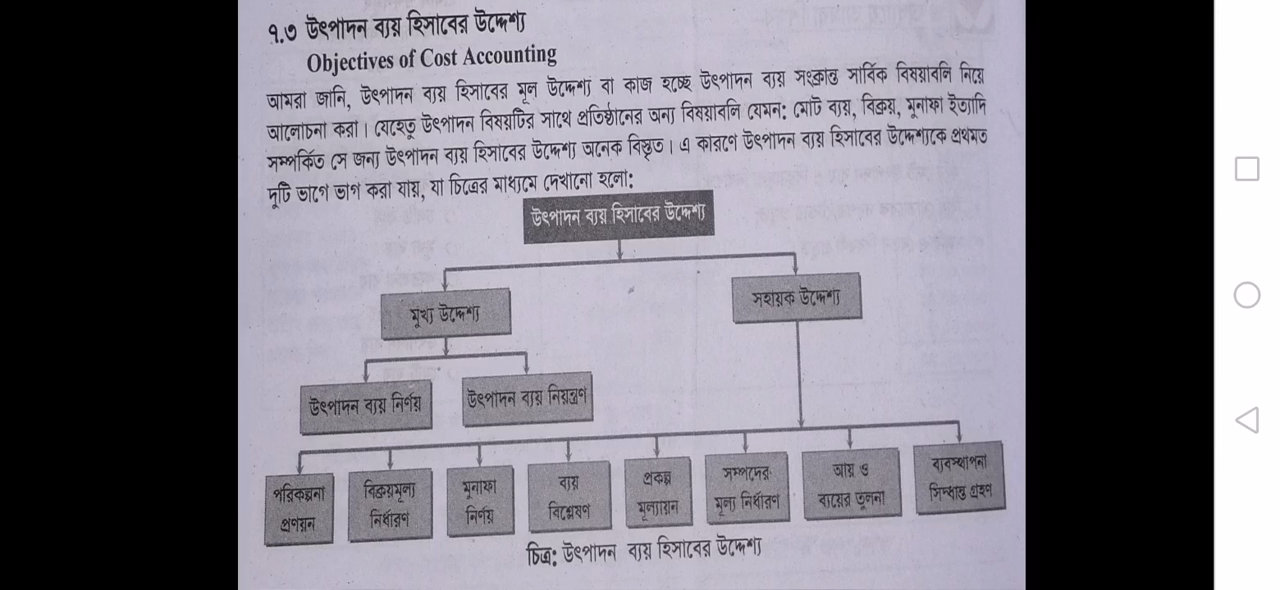 ৭.৩ উৎপাদন ব্যয় হিসাবের উদ্দেশ্য
Objectives of Cost Accounting
আমরা জানি, উৎপাদন ব্যয় হিসাবের মূল উদ্দেশ্য বা কাজ হচ্ছে উৎপাদন ব্যয় সংক্রান্ত সার্বিক বিষয়াবলি নিয়ে
আলোচনা করা। যেহেতু উৎপাদন বিষয়টির সাথে প্রতিষ্ঠানের অন্য বিষয়াবলি যেমন: মোট ব্যয়, বিক্রয়, মুনাফা ইত্যাদি
সম্পর্কিত সে জন্য উৎপাদন ব্যয় হিসাবের উদ্দেশ্য অনেক বিস্তৃত। এ কারণে উৎপাদন ব্যয় হিসাবের উদ্দেশ্যকে প্রথমত
দুটি ভাগে ভাগ করা যায়, যা চিত্রের মাধ্যমে দেখানো হলো:
উৎপাদন ব্যয় হিসাবের উদ্দেশ্য
মুখ্য উদ্দেশ্য
সহায়ক উদ্দেশ্য
উৎপাদন ব্যয় নির্ণয়
উৎপাদন ব্যয় নিয়ন্ত্রণ
পরিকল্পনা
প্রণয়ন
বিক্রয়মূল্য
নির্ধারণ
মুনাফা
নির্ণয়
ব্যয়
বিশ্লেষণ
প্রকল্প
মূল্যায়ন
সম্পদের
মূল্য নির্ধারণ
আয় ও
ব্যয়ের তুলনা
ব্যবস্থাপনা
সিদ্ধান্ত গ্রহণ
চিত্র: উৎপাদন ব্যয় হিসাবের উদ্দেশ্য